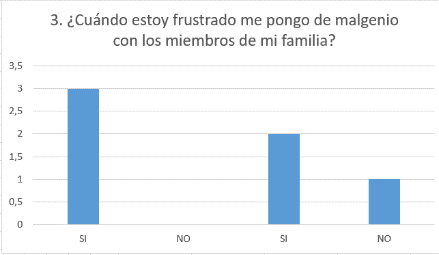 3. ¿Cuándo estoy frustrado me pongo de malgenio
con los miembros de mi familia?
3,5
3
2,5
2
1,5
1
0,5
0
SI NO SI NO